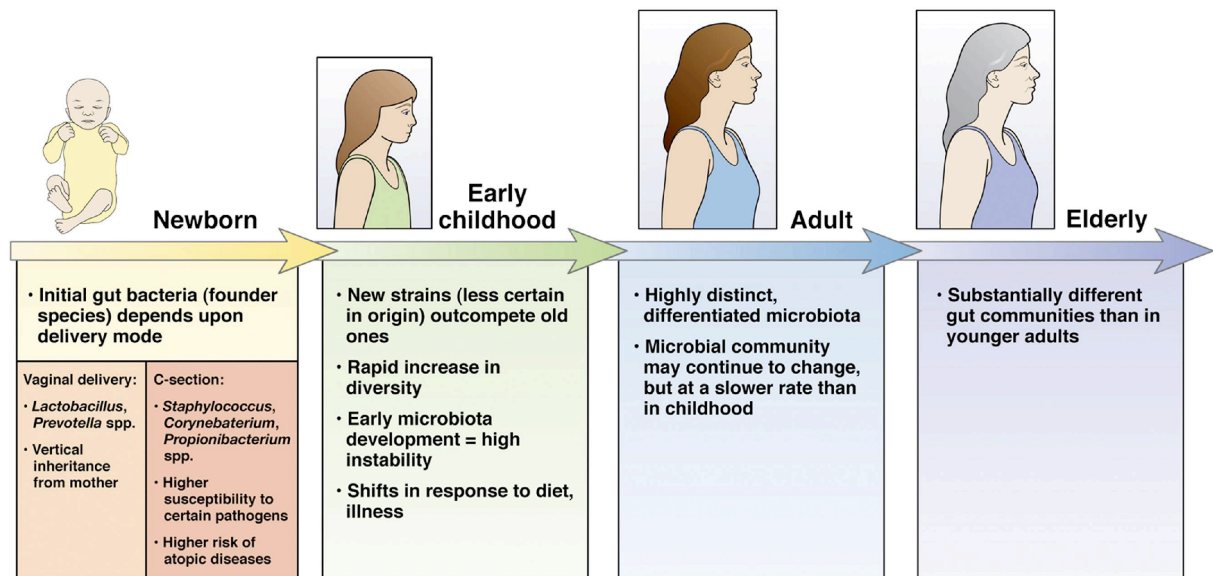 Newborn
Early
childhood
Adult
Elderly
· Initial gut bacteria (founder
species) depends upon
delivery mode
Vaginal delivery:
· Lactobacillus,
Prevotella spp.
· Vertical
inheritance
from mother
C-section:
· Staphylococcus,
Corynebaterium,
Propionibacterium
spp.
· Higher
susceptibility to
certain pathogens
· Higher risk of
atopic diseases
· New strains (less certain
in origin) outcompete old
ones
· Rapid increase in
diversity
· Early microbiota
development = high
instability
· Shifts in response to diet,
illness
· Highly distinct,
differentiated microbiota
· Microbial community
may continue to change,
but at a slower rate than
in childhood
· Substantially different
gut communities than in
younger adults